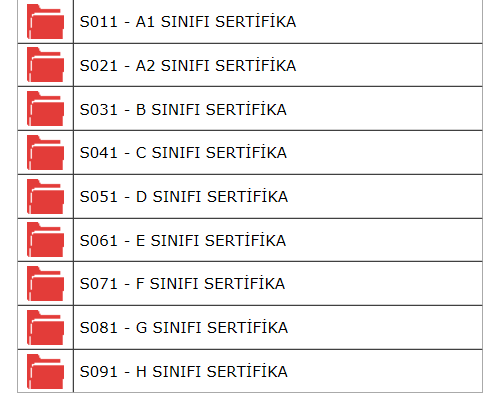 S011 - A1 SINIFI SERTİFİKA
S021 - A2 SINIFI SERTİFİKA
S031 - B SINIFI SERTİFİKA
S041 - C SINIFI SERTİFİKA
S051 - D SINIFI SERTİFİKA
S061 - E SINIFI SERTİFİKA
S071 - F SINIFI SERTİFİKA
S081 - G SINIFI SERTİFİKA
S091 - H SINIFI SERTİFİKA